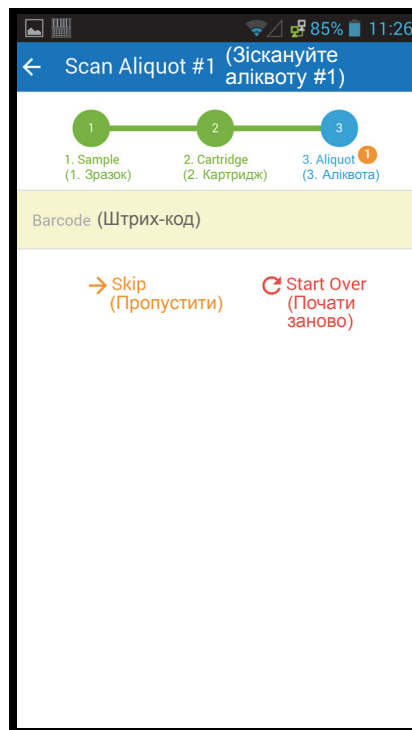 85% 11:26
Scan Aliquot #1 (Зіскануйте аліквоту #1)
1 2 3
1. Sample 2. Cartridge 3. Aliquot 1
(1. Зразок) (2. Картридж) (3. Аліквота)
Barcode (Штрих-код)
Skip Start Over
(Пропустити) (Почати
заново)